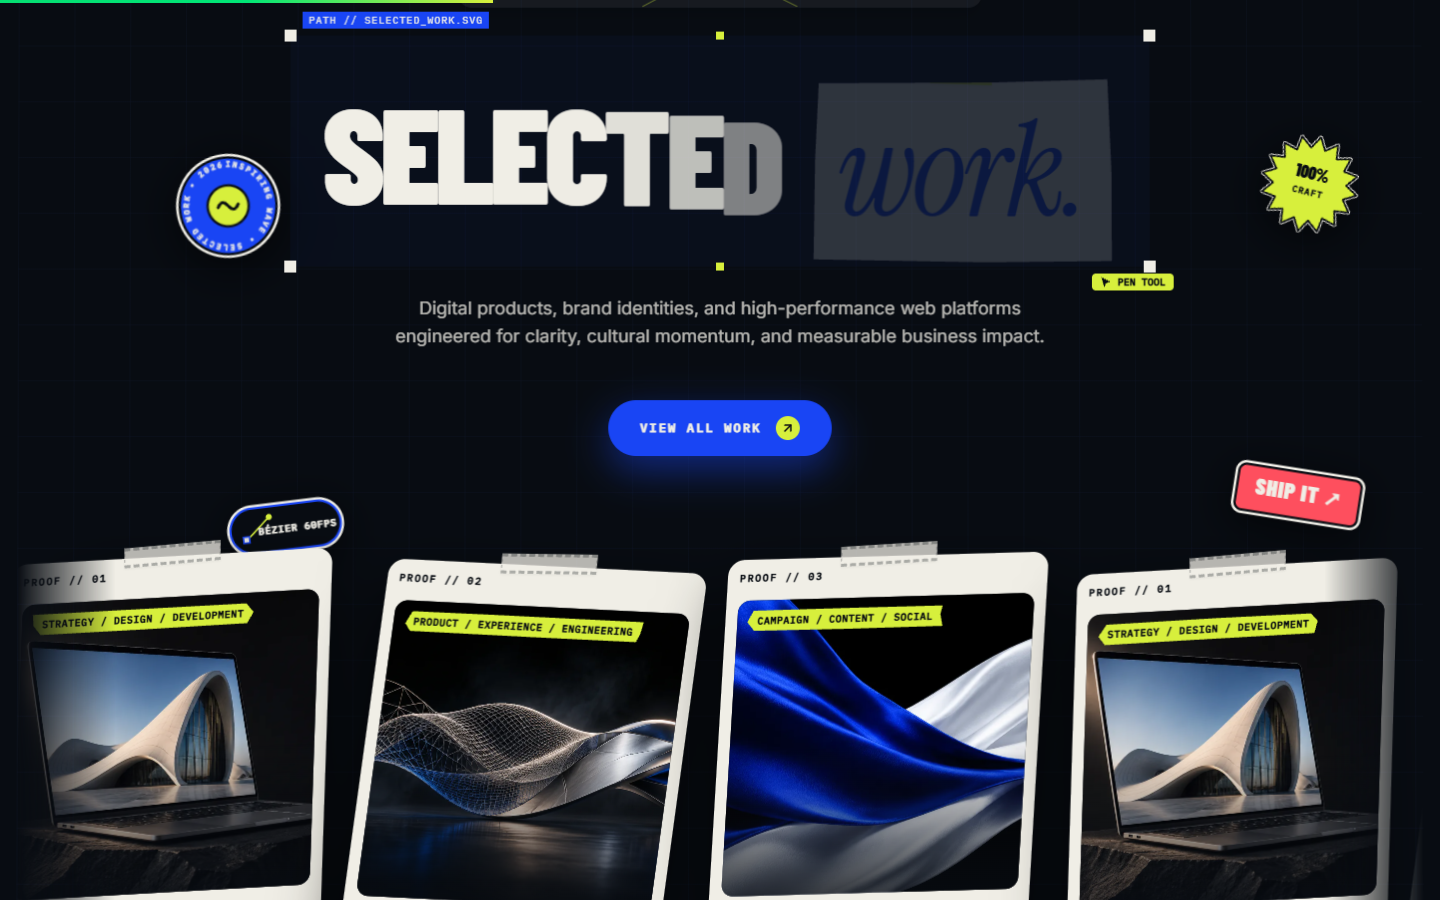 PATH // SELECTED_WORK.SVG
SELECTED work.
2026 INSPIRING WAVE • SELECTED WORK •
100%
CRAFT
PEN TOOL
Digital products, brand identities, and high-performance web platforms
engineered for clarity, cultural momentum, and measurable business impact.
VIEW ALL WORK
SHIP IT ↗
BÉZIER 60FPS
PROOF // 01
STRATEGY / DESIGN / DEVELOPMENT
PROOF // 02
PRODUCT / EXPERIENCE / ENGINEERING
PROOF // 03
CAMPAIGN / CONTENT / SOCIAL
PROOF // 01
STRATEGY / DESIGN / DEVELOPMENT